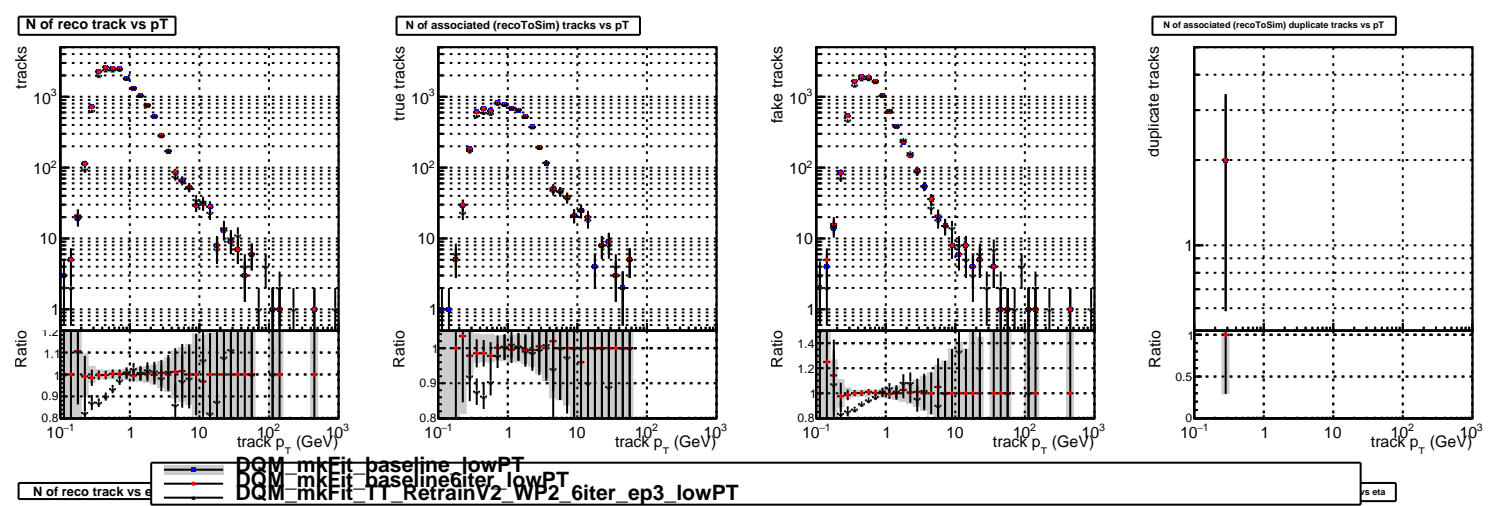 N of reco track vs pT
N of associated (recoToSim) tracks vs pT
N of associated (recoToSim) duplicate tracks vs pT
tracks
10³
10²
10
1
Ratio
1.2
1.1
1
0.9
0.8
10⁻¹ 1 10 10² 10³
track p_T (GeV)
true tracks
10³
10²
10
1
Ratio
1
0.9
0.8
10⁻¹ 1 10 10² 10³
track p_T (GeV)
fake tracks
10³
10²
10
1
Ratio
1.4
1.2
1
0.8
10⁻¹ 1 10 10² 10³
track p_T (GeV)
duplicate tracks
1
Ratio
1
0.5
0
10⁻¹ 1 10 10² 10³
track p_T (GeV)
DQM_mkFit_baseline_lowPT
DQM_mkFit_baseline6iter_lowPT
DQM_mkFit_TT_RetrainV2_WP2_6iter_ep3_lowPT
N of reco track vs e
vs eta